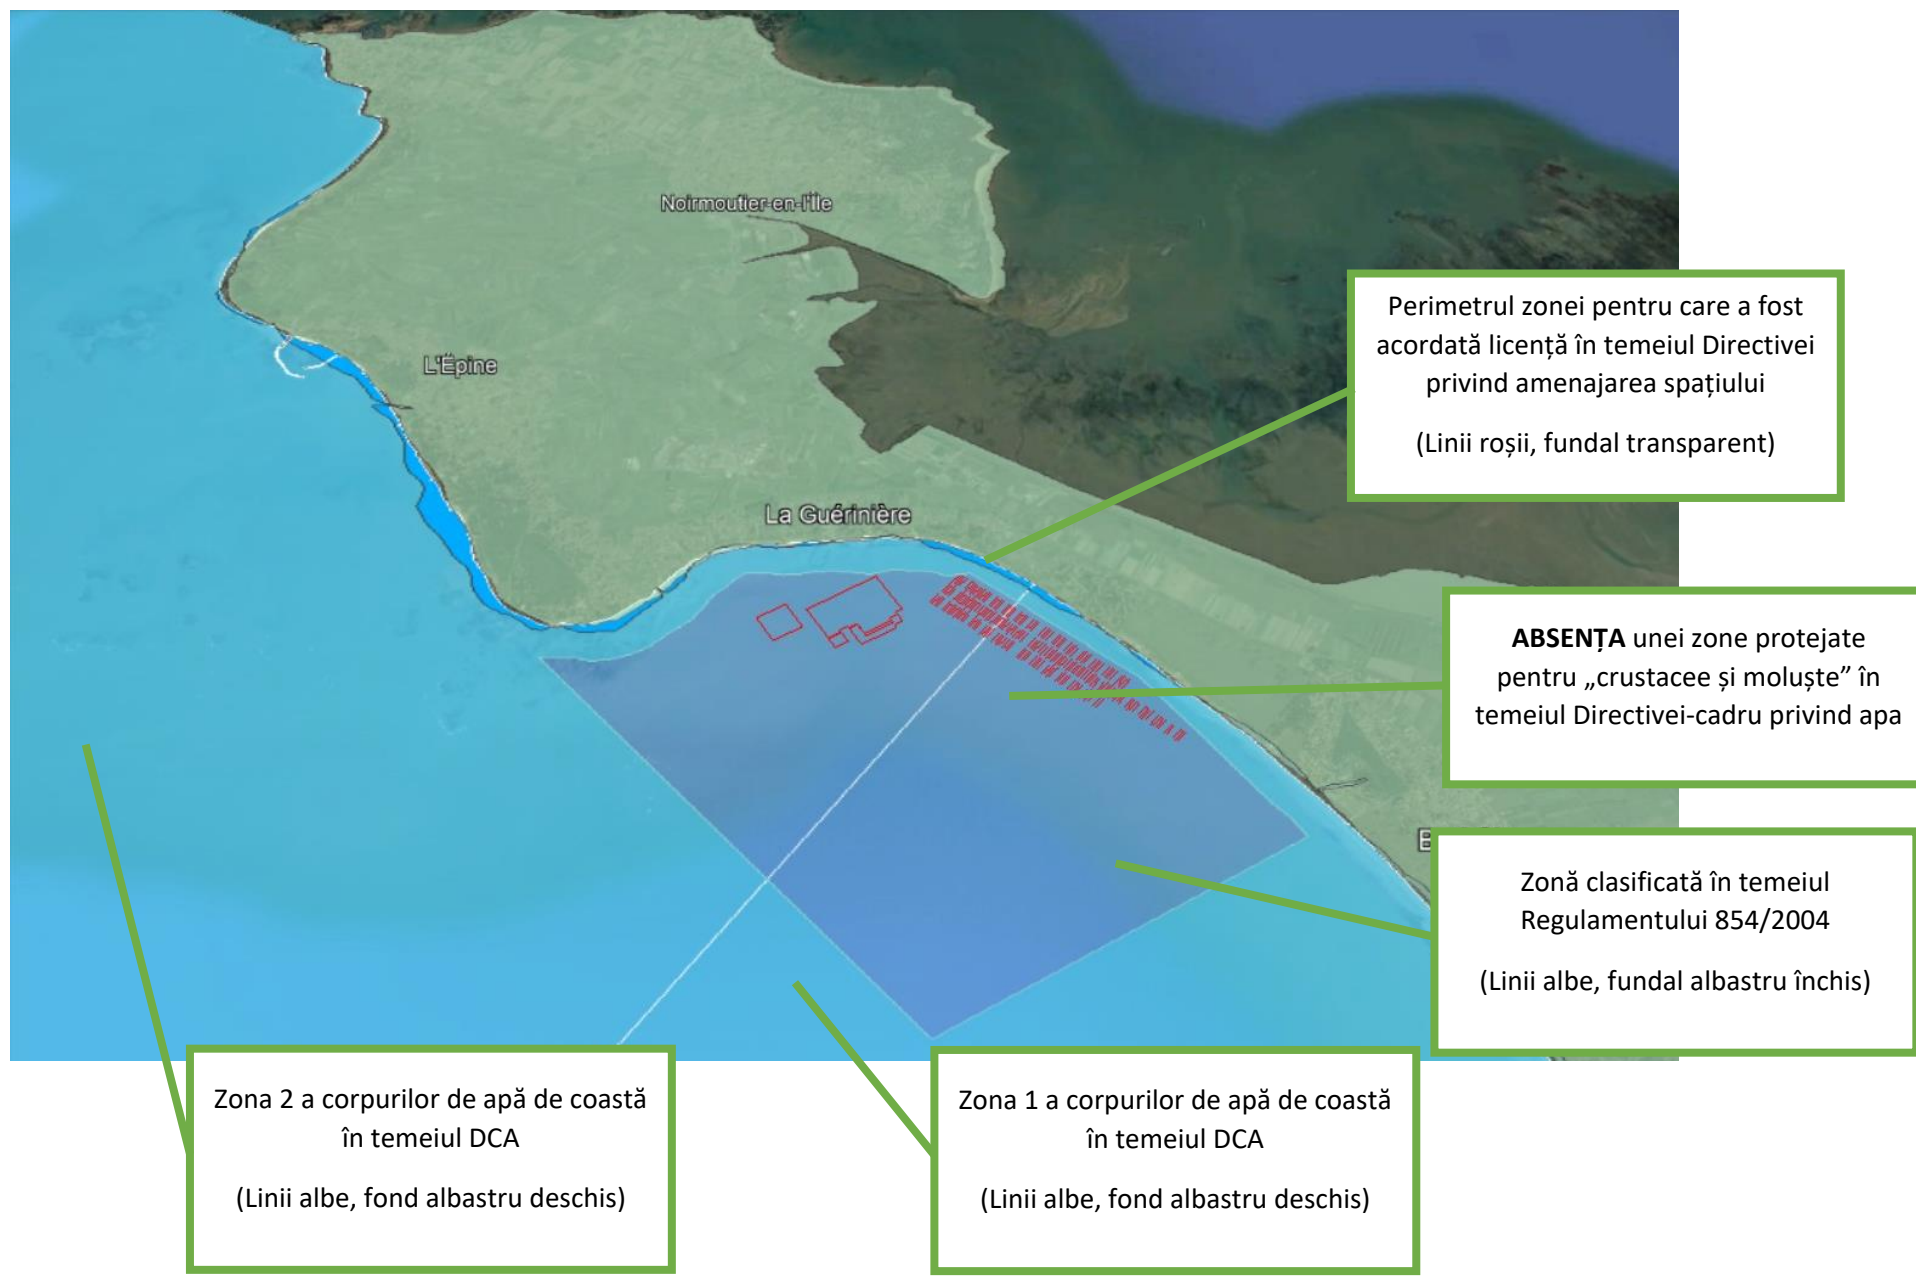 Noirmoutier-en-l'Ile
L'Épine
La Guérinière
Perimetrul zonei pentru care a fost
acordată licență în temeiul Directivei
privind amenajarea spațiului
(Linii roșii, fundal transparent)
ABSENȚA unei zone protejate
pentru „crustacee și moluște” în
temeiul Directivei-cadru privind apa
Zonă clasificată în temeiul
Regulamentului 854/2004
(Linii albe, fundal albastru închis)
Zona 2 a corpurilor de apă de coastă
în temeiul DCA
(Linii albe, fond albastru deschis)
Zona 1 a corpurilor de apă de coastă
în temeiul DCA
(Linii albe, fond albastru deschis)